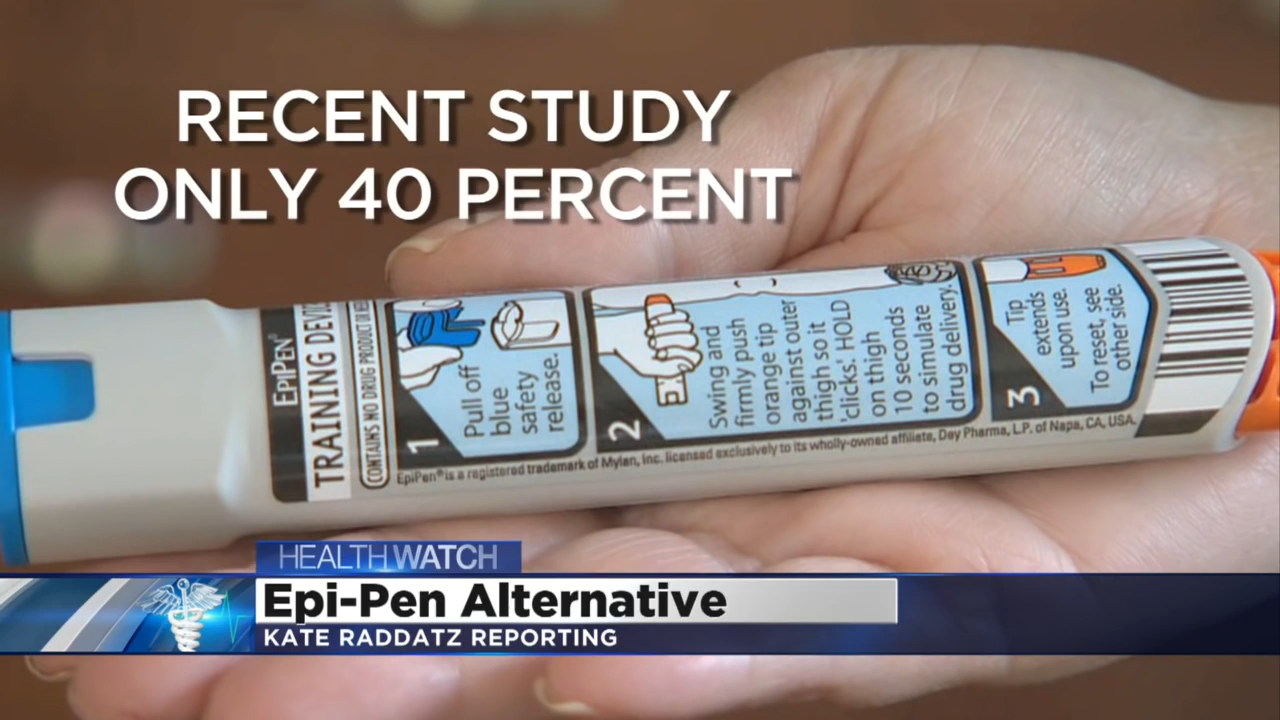 RECENT STUDY
ONLY 40 PERCENT
EPIPEN®
TRAINING DEVICE
CONTAINS NO DRUG PRODUCT
1
Pull off
blue
safety
release.
2
Swing and
firmly push
orange tip
against outer
thigh so it
'clicks.' HOLD
on thigh
10 seconds
to simulate
drug delivery.
3
Tip
extends
upon use.
To reset, see
other side.
EpiPen® is a registered trademark of Mylan, Inc. licensed exclusively to its wholly-owned affiliate, Dey Pharma, L.P. of Napa, CA, USA.
HEALTHWATCH
Epi-Pen Alternative
KATE RADDATZ REPORTING